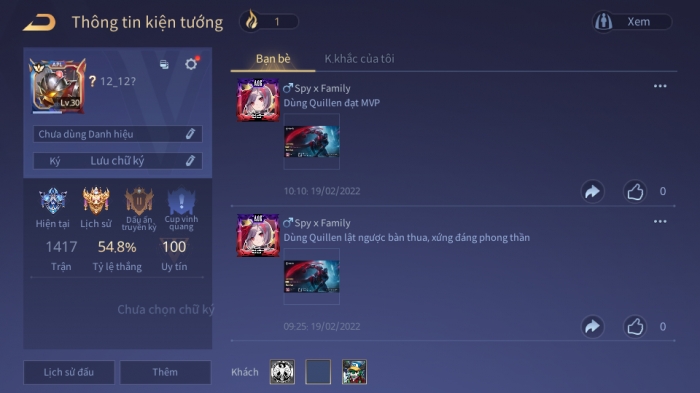 Thông tin kiện tướng
1
Xem
APL
Lv.30
? 12_12?
Chưa dùng Danh hiệu
Ký
Lưu chữ ký
Hiện tại
Lịch sử
Dấu ấn truyền kỳ
Cup vinh quang
1417
54.8%
100
Trận
Tỷ lệ thắng
Uy tín
Chưa chọn chữ ký
Lịch sử đấu
Thêm
Bạn bè
K.khắc của tôi
AOG
Spy x Family
Dùng Quillen đạt MVP
10:10: 19/02/2022
0
AOG
Spy x Family
Dùng Quillen lật ngược bàn thua, xứng đáng phong thần
09:25: 19/02/2022
0
Khách